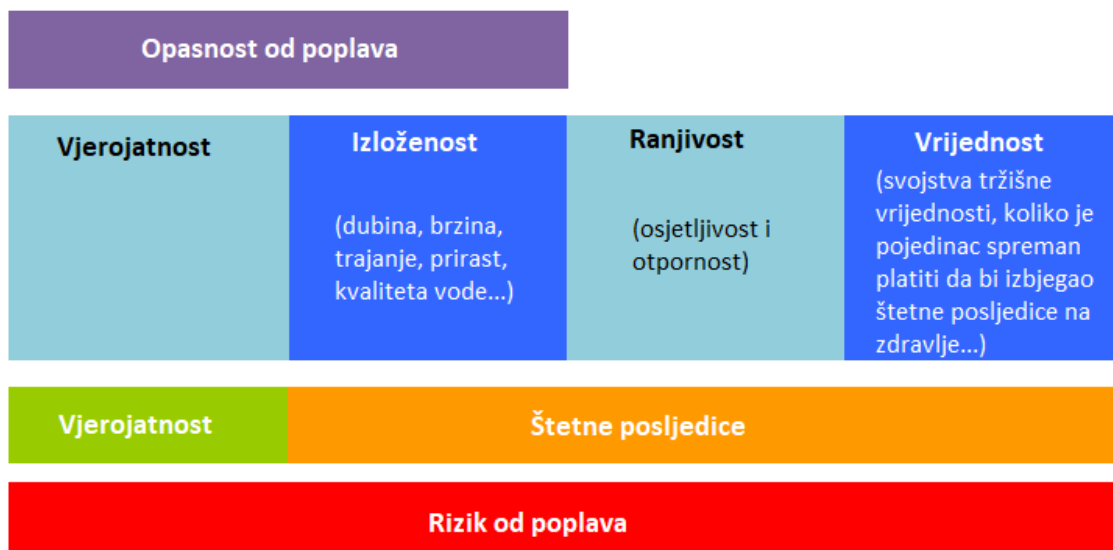 Opasnost od poplava
Vjerojatnost
Izloženost
(dubina, brzina,
trajanje, prirast,
kvaliteta vode...)
Ranjivost
(osjetljivost i
otpornost)
Vrijednost
(svojstva tržišne
vrijednosti, koliko je
pojedinac spreman
platiti da bi izbjegao
štetne posljedice na
zdravlje...)
Vjerojatnost
Štetne posljedice
Rizik od poplava